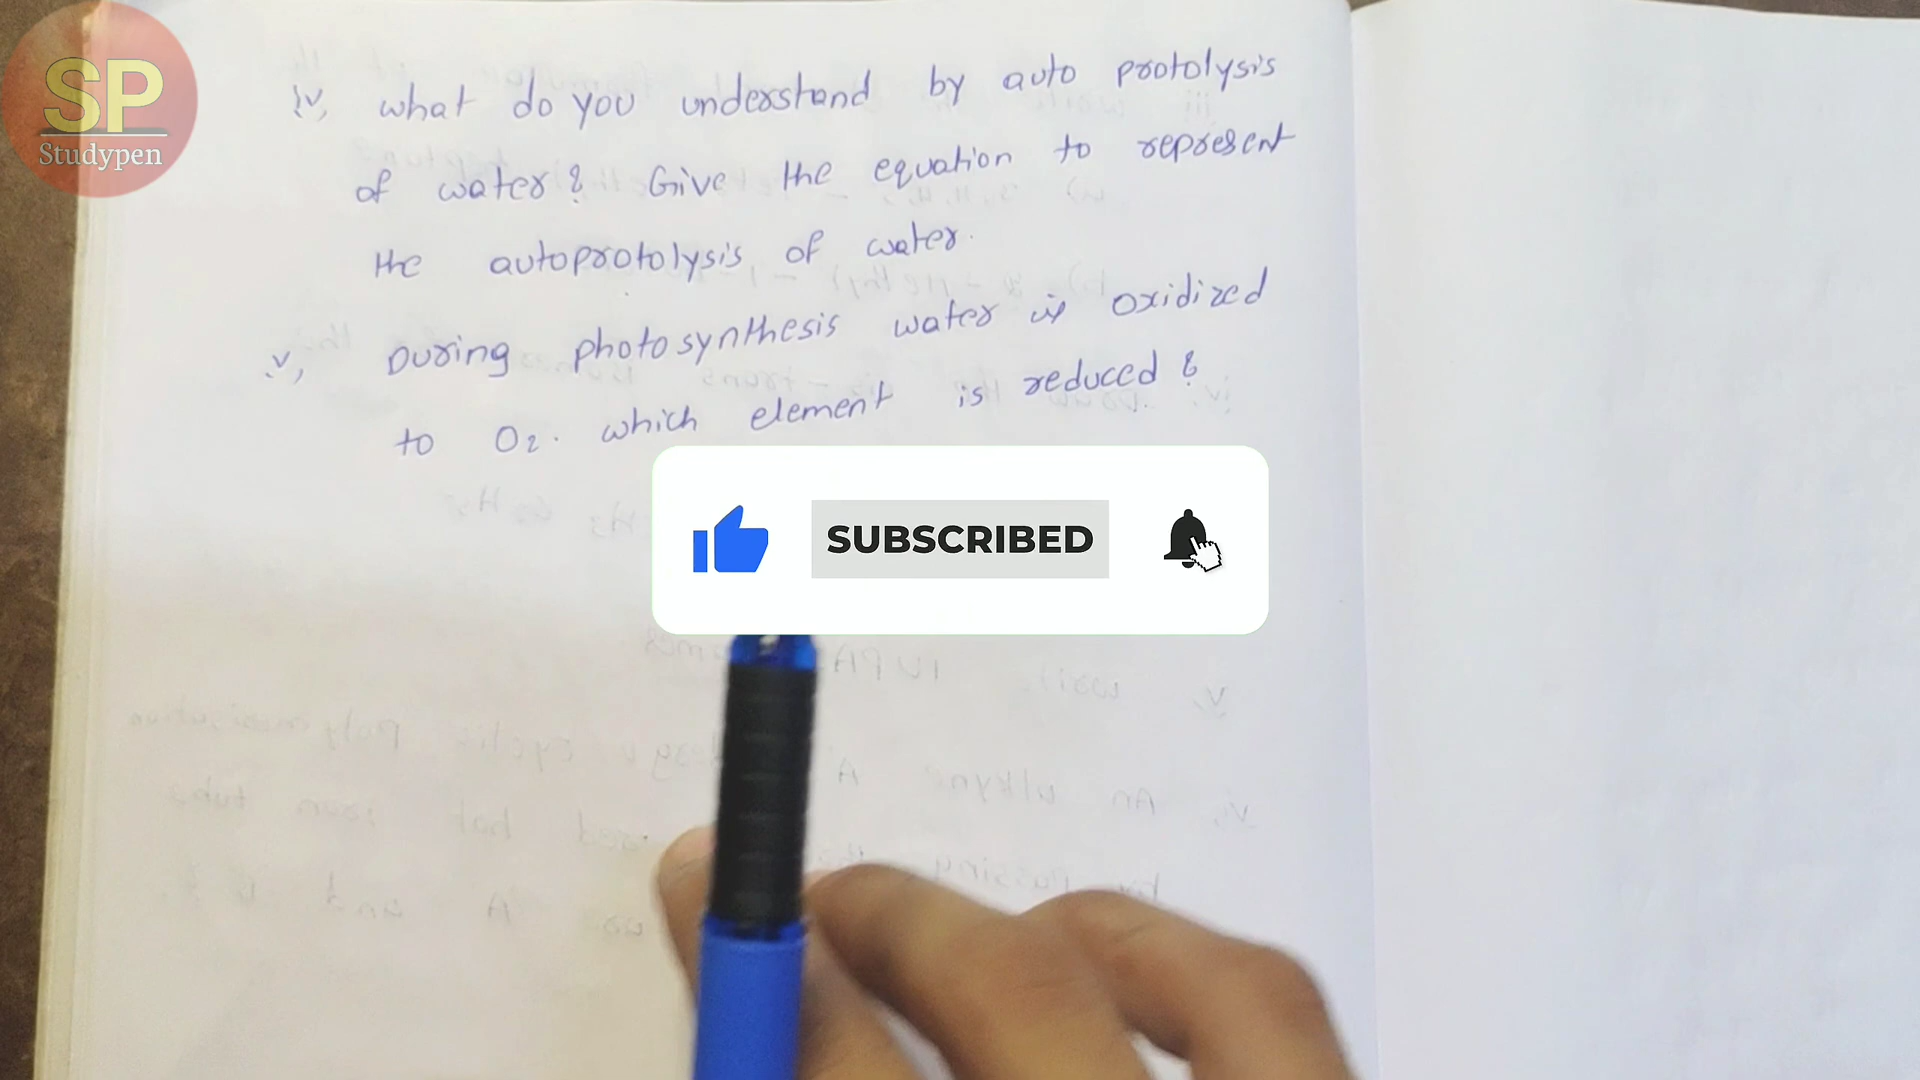 SP
Studypen
iv, what do you understand by auto protolysis
of water? Give the equation to represent
the autoprotolysis of water.
v, During photosynthesis water is oxidized
to O2. which element is reduced?
SUBSCRIBED